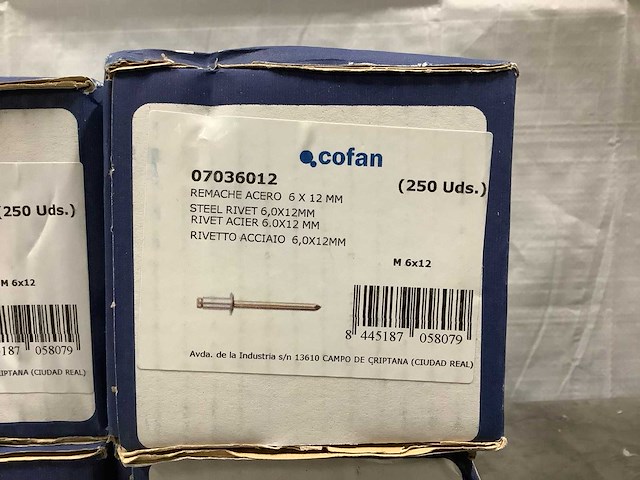 cofan
07036012
(250 Uds.)
REMACHE ACERO 6 X 12 MM
STEEL RIVET 6,0X12MM
RIVET ACIER 6.0X12 MM
RIVETTO ACCIAIO 6,0X12MM
M 6x12
8 445187 058079
Avda. de la Industria s/n 13610 CAMPO DE CRIPTANA (CIUDAD REAL)
(250 Uds.)
M 6x12
187 058079
RIPTANA (CIUDAD REAL)